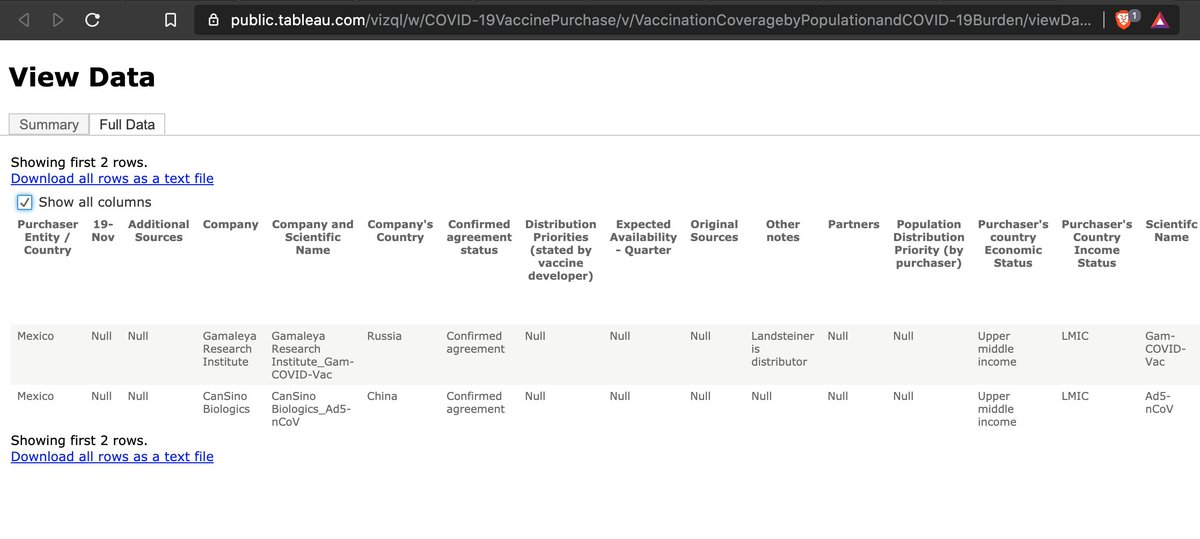 public.tableau.com/vizql/w/COVID-19VaccinePurchase/v/VaccinationCoveragebyPopulationandCOVID-19Burden/viewDa...
1
View Data
Summary Full Data
Showing first 2 rows.
Download all rows as a text file
Show all columns
Purchaser 19- Additional Company Company and Company's Confirmed Distribution Expected Original Other Partners Population Purchaser's Purchaser's Scientifc
Entity / Nov Sources Scientific Country agreement Priorities Availability Sources notes Distribution country Country Name
Country Name status (stated by - Quarter Priority (by Economic Income
vaccine purchaser) Status Status
developer)
Mexico Null Null Gamaleya Gamaleya Russia Confirmed Null Null Null Landsteiner Null Null Upper LMIC Gam-
Research Research agreement is middle COVID-
Institute Institute_Gam- distributor income Vac
COVID-Vac
Mexico Null Null CanSino CanSino China Confirmed Null Null Null Null Null Null Upper LMIC Ad5-
Biologics Biologics_Ad5- agreement middle nCoV
nCoV income
Showing first 2 rows.
Download all rows as a text file